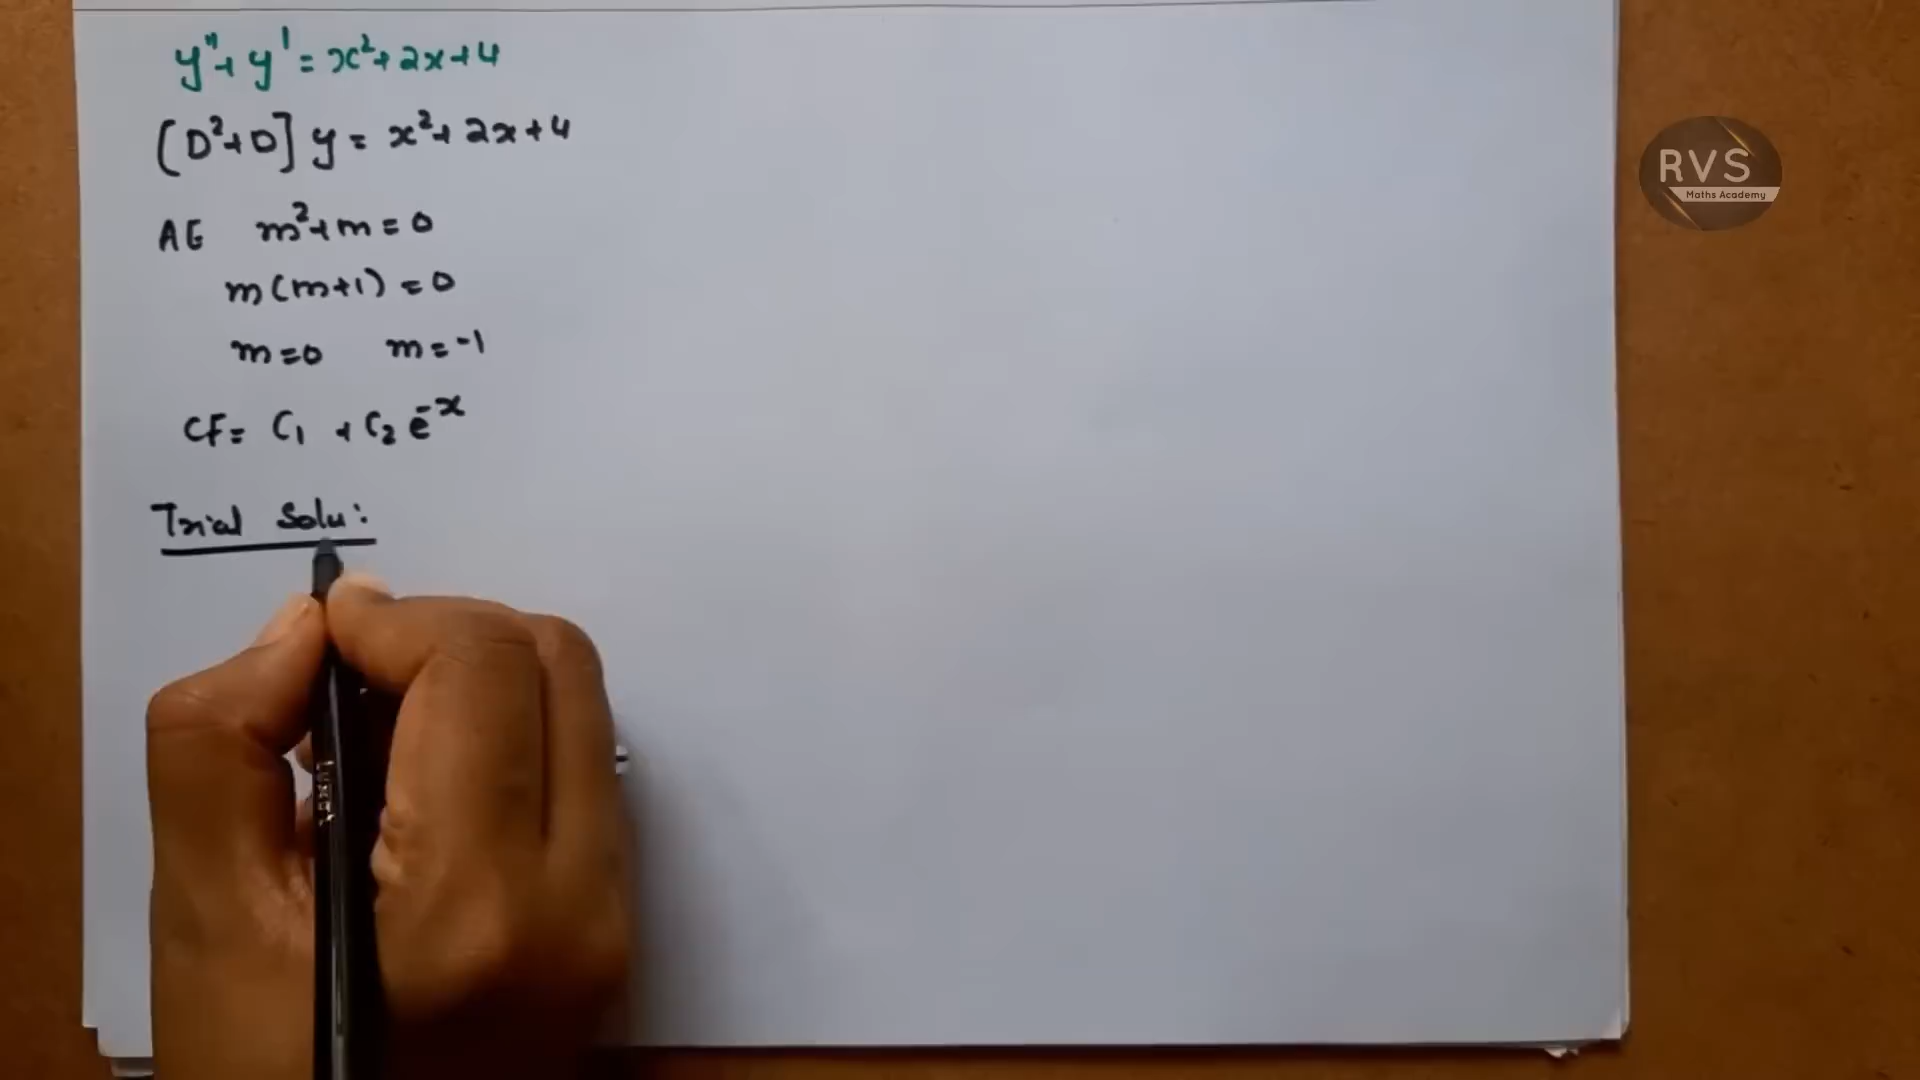 y'' + y' = x² + 2x + 4
[D² + D] y = x² + 2x + 4
AE m² + m = 0
m(m+1) = 0
m = 0 m = -1
CF = C₁ + C₂ e⁻ˣ
Trial Solu:
RVS
Maths Academy
LUXOR